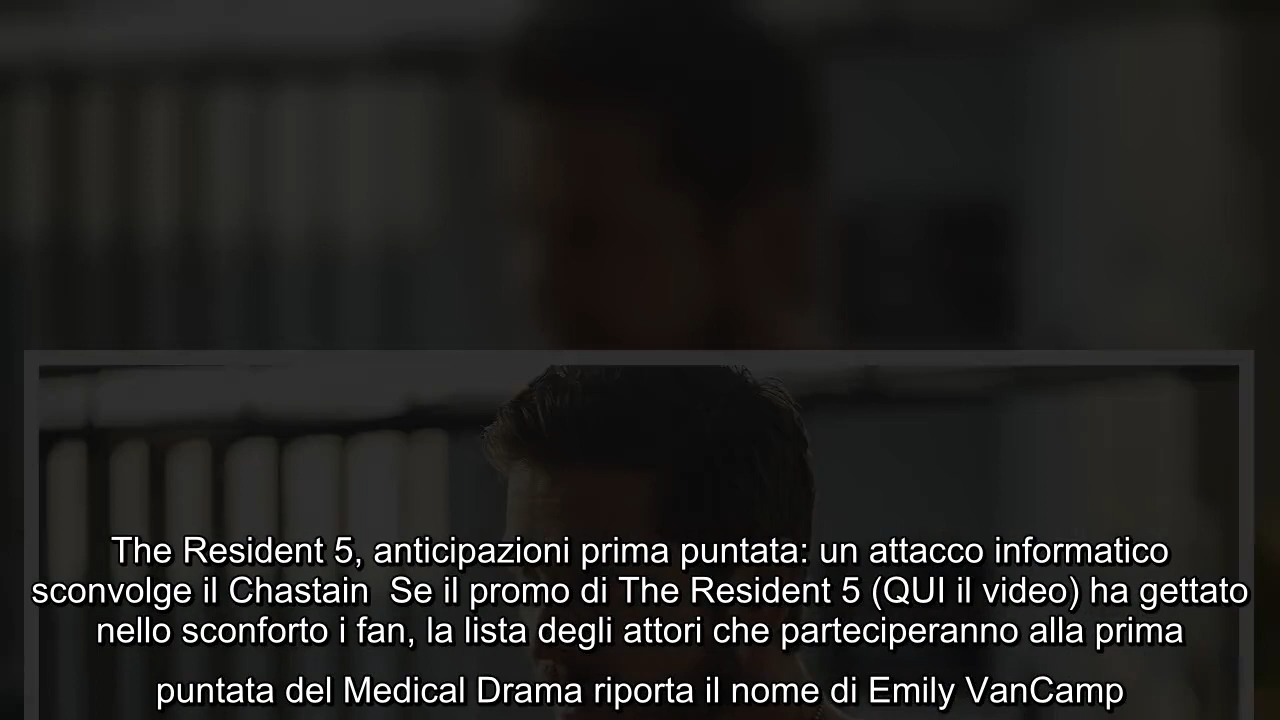 The Resident 5, anticipazioni prima puntata: un attacco informatico
sconvolge il Chastain  Se il promo di The Resident 5 (QUI il video) ha gettato
nello sconforto i fan, la lista degli attori che parteciperanno alla prima
puntata del Medical Drama riporta il nome di Emily VanCamp